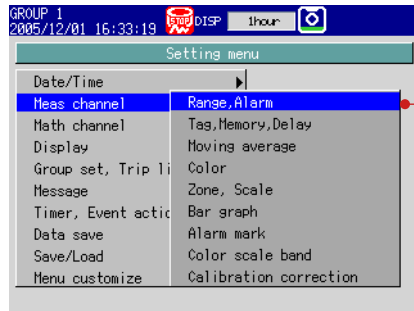 GROUP 1
2005/12/01 16:33:19 STOP DISP 1hour
Setting menu
Date/Time
Meas channel
Math channel
Display
Group set, Trip li
Message
Timer, Event actio
Data save
Save/Load
Menu customize
Range,Alarm
Tag,Memory,Delay
Moving average
Color
Zone, Scale
Bar graph
Alarm mark
Color scale band
Calibration correction